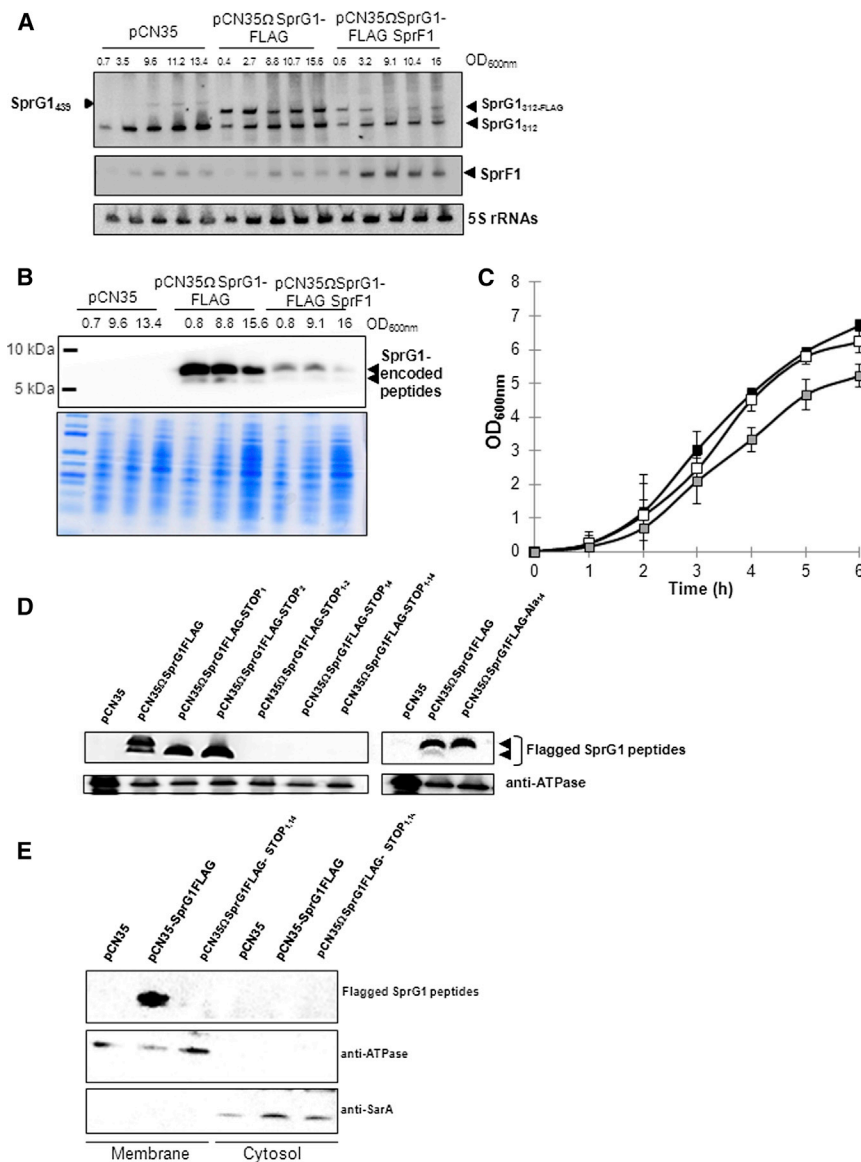 A
pCN35
pCN35ΩSprG1-
FLAG
pCN35ΩSprG1-
FLAG SprF1
0.7 3.5 9.6 11.2 13.4 0.4 2.7 8.8 10.7 15.6 0.6 3.2 9.1 10.4 16
OD600nm
SprG1439
SprG1312-FLAG
SprG1312
SprF1
5S rRNAs
B
pCN35
pCN35ΩSprG1-
FLAG
pCN35ΩSprG1-
FLAG SprF1
0.7 9.6 13.4 0.8 8.8 15.6 0.8 9.1 16
OD600nm
10 kDa
5 kDa
SprG1-
encoded
peptides
C
8
7
6
5
4
3
2
1
0
OD600nm
0 1 2 3 4 5 6
Time (h)
D
pCN35
pCN35ΩSprG1FLAG
pCN35ΩSprG1FLAG-STOP1
pCN35ΩSprG1FLAG-STOP2
pCN35ΩSprG1FLAG-STOP1-2
pCN35ΩSprG1FLAG-STOP14
pCN35ΩSprG1FLAG-STOP1-14
pCN35
pCN35ΩSprG1FLAG
pCN35ΩSprG1FLAG-Ala14
Flagged SprG1 peptides
anti-ATPase
E
pCN35
pCN35-SprG1FLAG
pCN35ΩSprG1FLAG- STOP1,14
pCN35
pCN35-SprG1FLAG
pCN35ΩSprG1FLAG- STOP1,14
Flagged SprG1 peptides
anti-ATPase
anti-SarA
Membrane
Cytosol